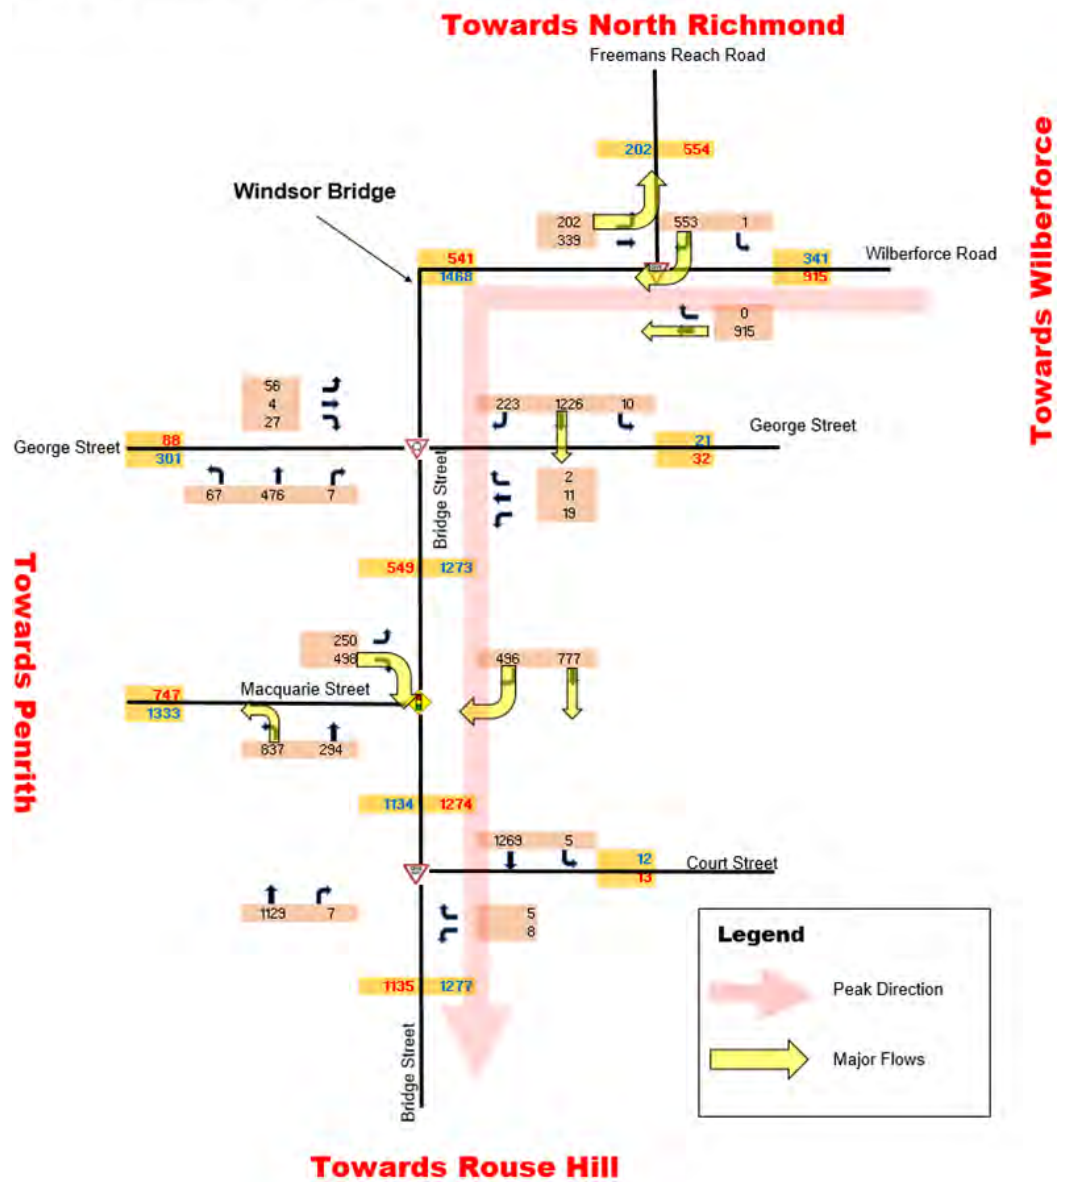 Towards North Richmond
Freemans Reach Road
Towards Wilberforce
202 554
Windsor Bridge
202 553 1
339
541
1468
341
915
Wilberforce Road
0
915
56
4
27
223 1226 10
George Street
88
301
21
32
George Street
67 476 7
2
11
19
Bridge Street
Towards Penrith
549 1273
250
498
496 777
Macquarie Street
747
1333
837 294
1134 1274
1269 5
12
13
Court Street
1129 7
5
8
Legend
Peak Direction
Major Flows
1135 1277
Bridge Street
Towards Rouse Hill